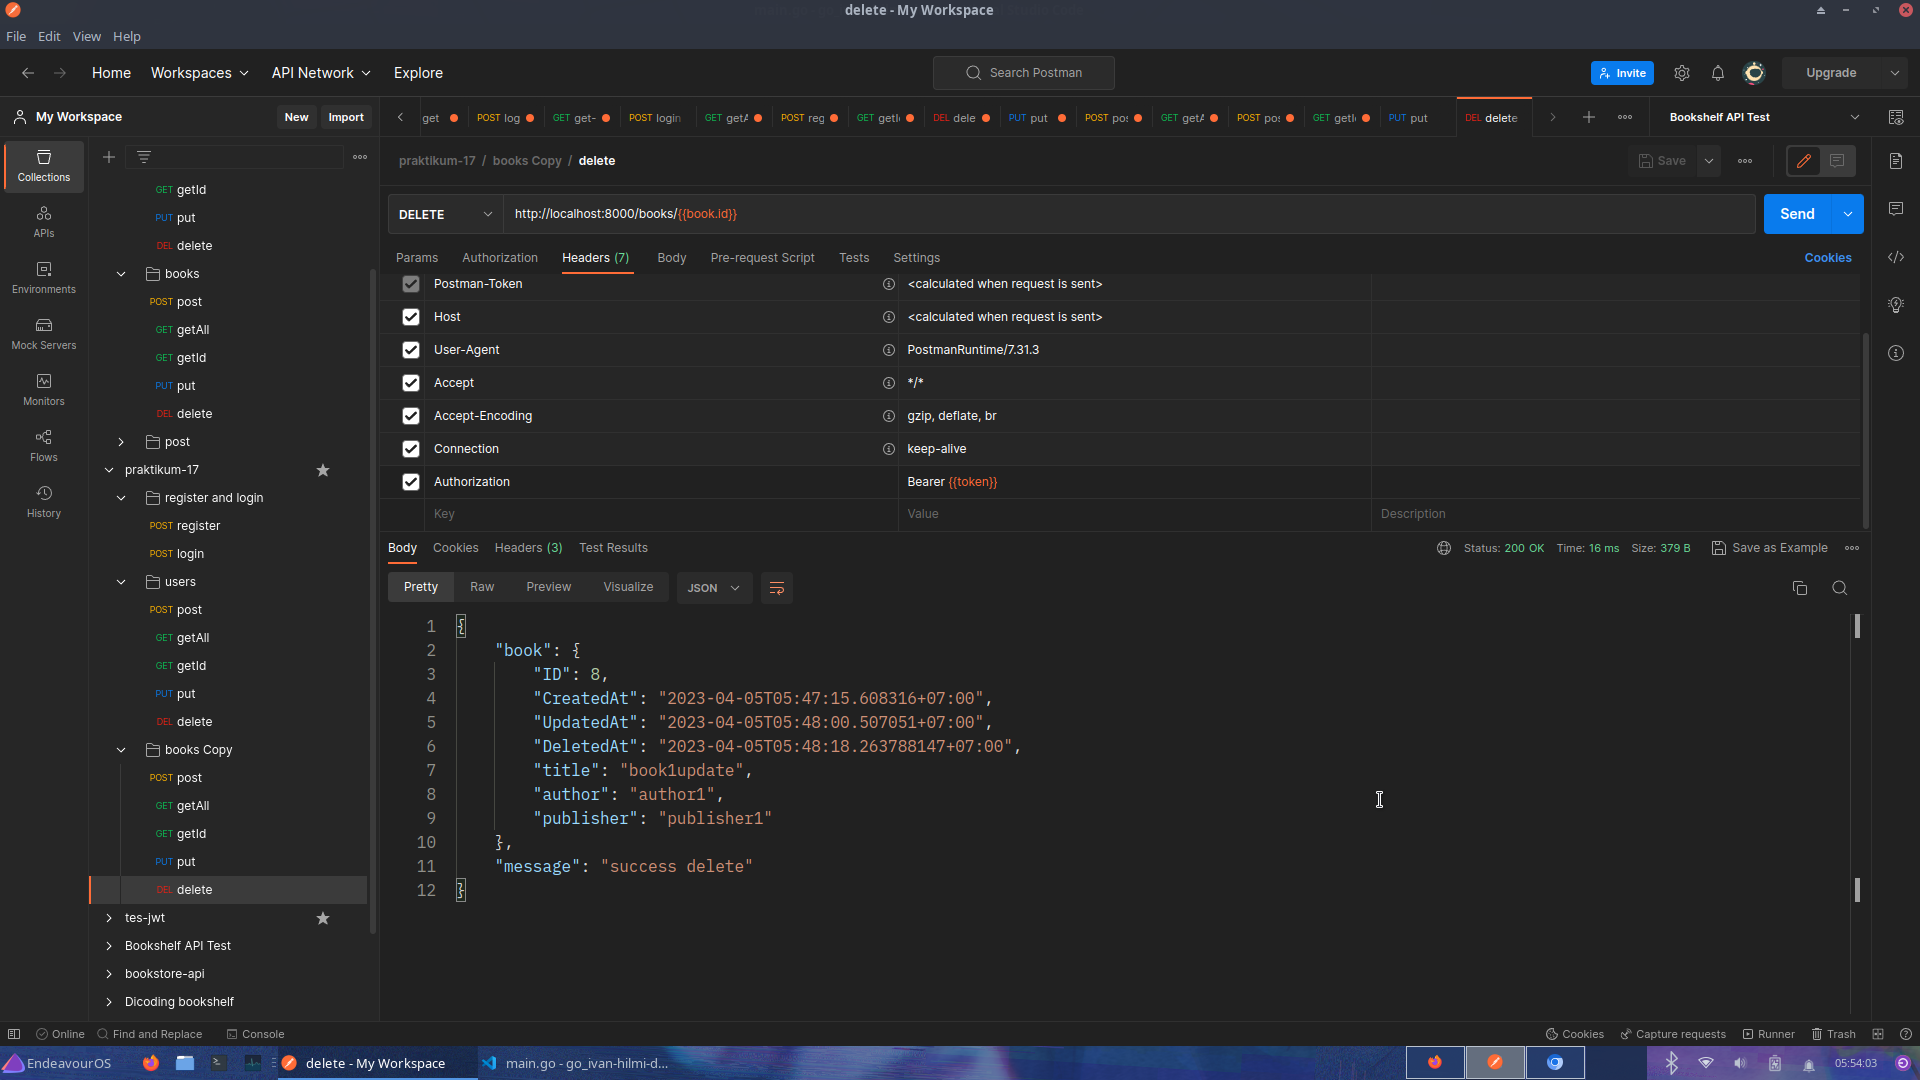 delete - My Workspace
File Edit View Help
Home Workspaces API Network Explore
Search Postman
Invite
Upgrade
My Workspace
New Import
get
POST log
GET get-
POST login
GET getA
POST reg
GET getI
DEL dele
PUT put
POST pos
GET getA
POST pos
GET getI
PUT put
DEL delete
Bookshelf API Test
Collections
APIs
Environments
Mock Servers
Monitors
Flows
History
GET getId
PUT put
DEL delete
books
POST post
GET getAll
GET getId
PUT put
DEL delete
post
praktikum-17
register and login
POST register
POST login
users
POST post
GET getAll
GET getId
PUT put
DEL delete
books Copy
POST post
GET getAll
GET getId
PUT put
DEL delete
tes-jwt
Bookshelf API Test
bookstore-api
Dicoding bookshelf
praktikum-17 / books Copy / delete
Save
DELETE http://localhost:8000/books/{{book.id}}
Send
Params Authorization Headers (7) Body Pre-request Script Tests Settings
Cookies
Postman-Token <calculated when request is sent>
Host <calculated when request is sent>
User-Agent PostmanRuntime/7.31.3
Accept */*
Accept-Encoding gzip, deflate, br
Connection keep-alive
Authorization Bearer {{token}}
Key Value Description
Body Cookies Headers (3) Test Results
Status: 200 OK Time: 16 ms Size: 379 B Save as Example
Pretty Raw Preview Visualize JSON
1 {
2 "book": {
3 "ID": 8,
4 "CreatedAt": "2023-04-05T05:47:15.608316+07:00",
5 "UpdatedAt": "2023-04-05T05:48:00.507051+07:00",
6 "DeletedAt": "2023-04-05T05:48:18.263788147+07:00",
7 "title": "book1update",
8 "author": "author1",
9 "publisher": "publisher1"
10 },
11 "message": "success delete"
12 }
Online Find and Replace Console
Cookies Capture requests Runner Trash
EndeavourOS
delete - My Workspace
main.go - go_ivan-hilmi-d...
05:54:03